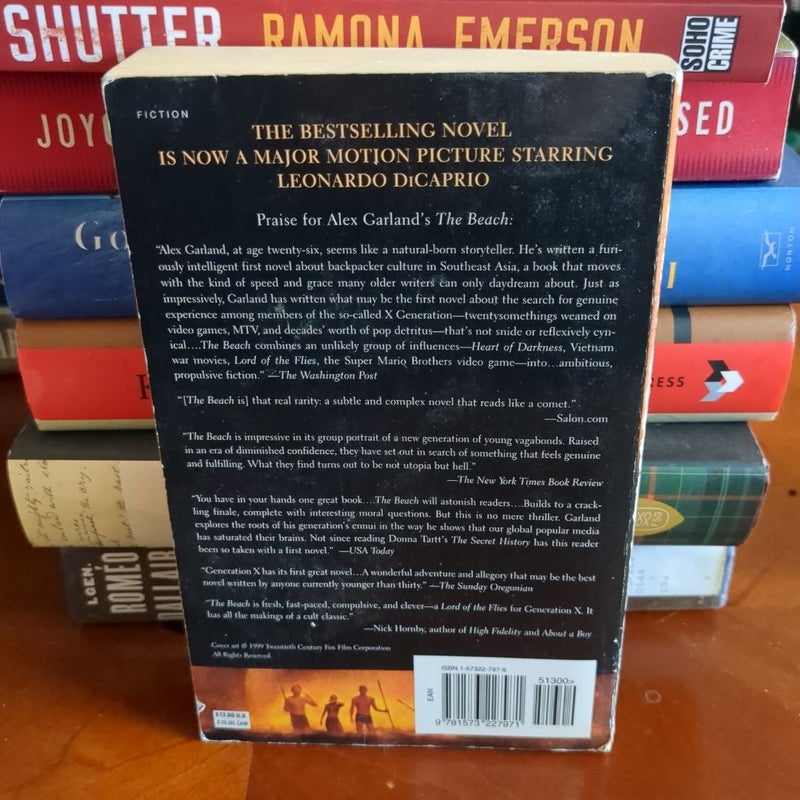 SHUTTER RAMONA EMERSON SOHO CRIME
JOYC SED
Go NORTON
RESS
LGEN.
ROMÉO
DALLAIR
FICTION
THE BESTSELLING NOVEL
IS NOW A MAJOR MOTION PICTURE STARRING
LEONARDO DiCAPRIO
Praise for Alex Garland's The Beach:
"Alex Garland, at age twenty-six, seems like a natural-born storyteller. He's written a furi-
ously intelligent first novel about backpacker culture in Southeast Asia, a book that moves
with the kind of speed and grace many older writers can only daydream about. Just as
impressively, Garland has written what may be the first novel about the search for genuine
experience among members of the so-called X Generation—twentysomethings weaned on
video games, MTV, and decades' worth of pop detritus—that's not snide or reflexively cyn-
ical....The Beach combines an unlikely group of influences—Heart of Darkness, Vietnam
war movies, Lord of the Flies, the Super Mario Brothers video game—into...ambitious,
propulsive fiction." —The Washington Post
"[The Beach is] that real rarity: a subtle and complex novel that reads like a comet."
—Salon.com
"The Beach is impressive in its group portrait of a new generation of young vagabonds. Raised
in an era of diminished confidence, they have set out in search of something that feels genuine
and fulfilling. What they find turns out to be not utopia but hell."
—The New York Times Book Review
"You have in your hands one great book....The Beach will astonish readers....Builds to a crack-
ling finale, complete with interesting moral questions. But this is no mere thriller. Garland
explores the roots of his generation's ennui in the way he shows that our global popular media
has saturated their brains. Not since reading Donna Tartt's The Secret History has this reader
been so taken with a first novel." —USA Today
"Generation X has its first great novel...A wonderful adventure and allegory that may be the best
novel written by anyone currently younger than thirty." —The Sunday Oregonian
"The Beach is fresh, fast-paced, compulsive, and clever—a Lord of the Flies for Generation X. It
has all the makings of a cult classic."
—Nick Hornby, author of High Fidelity and About a Boy
Cover art © 1999 Twentieth Century Fox Film Corporation
All Rights Reserved.
ISBN 1-57322-797-8
51300>
EAN
9 781573 227971